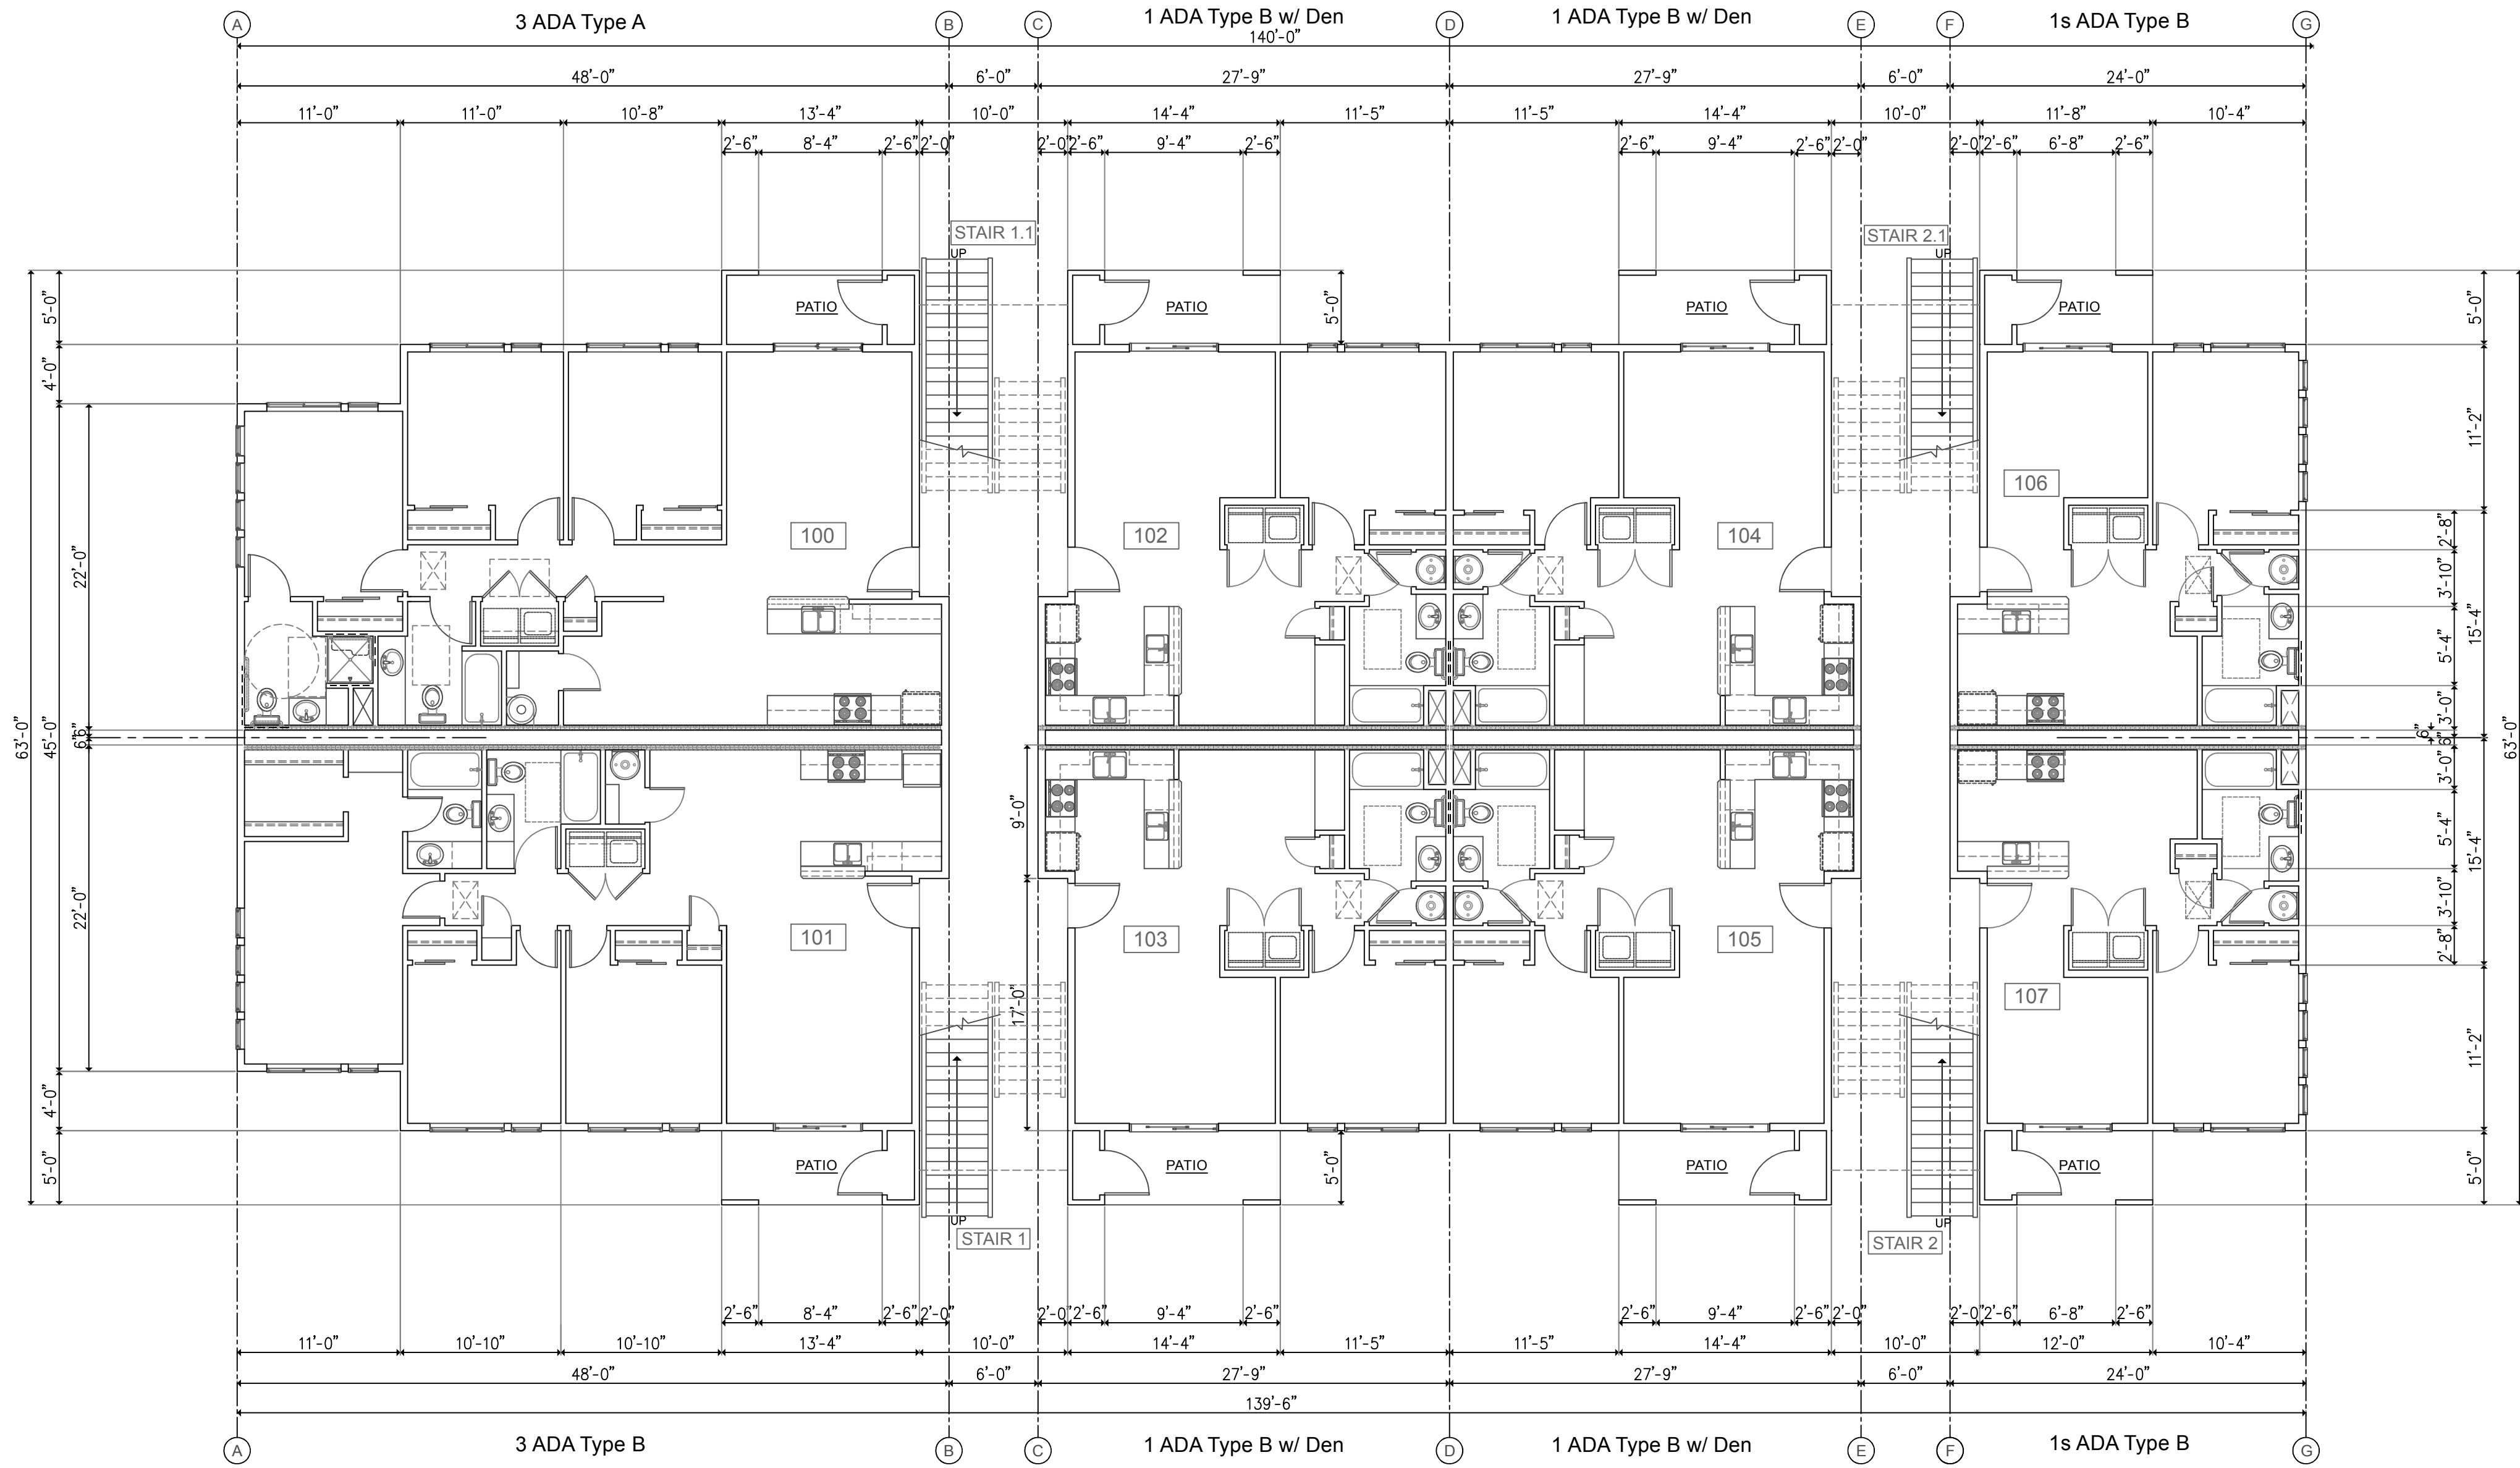 3 ADA Type A
1 ADA Type B w/ Den
1 ADA Type B w/ Den
1s ADA Type B
A B C D E F G
140'-0"
48'-0" 6'-0" 27'-9" 27'-9" 6'-0" 24'-0"
11'-0" 11'-0" 10'-8" 13'-4" 10'-0" 14'-4" 11'-5" 11'-5" 14'-4" 10'-0" 11'-8" 10'-4"
2'-6" 8'-4" 2'-6" 2'-0" 2'-0" 2'-6" 9'-4" 2'-6" 2'-6" 9'-4" 2'-6" 2'-0" 2'-0" 2'-6" 6'-8" 2'-6"
STAIR 1.1
STAIR 2.1
UP
UP
PATIO
PATIO
PATIO
PATIO
5'-0"
5'-0"
5'-0"
4'-0"
11'-2"
106
100
102
104
22'-0"
2'-8"
3'-10"
15'-4"
5'-4"
3'-0"
63'-0"
45'-0"
6"
6"
6"
6"
63'-0"
3'-0"
9'-0"
5'-4"
15'-4"
3'-10"
22'-0"
2'-8"
101
103
105
107
17'-0"
11'-2"
4'-0"
5'-0"
5'-0"
5'-0"
PATIO
PATIO
PATIO
PATIO
UP
UP
STAIR 1
STAIR 2
2'-6" 8'-4" 2'-6" 2'-0" 2'-0" 2'-6" 9'-4" 2'-6" 2'-6" 9'-4" 2'-6" 2'-0" 2'-0" 2'-6" 6'-8" 2'-6"
11'-0" 10'-10" 10'-10" 13'-4" 10'-0" 14'-4" 11'-5" 11'-5" 14'-4" 10'-0" 12'-0" 10'-4"
48'-0" 6'-0" 27'-9" 27'-9" 6'-0" 24'-0"
139'-6"
A B C D E F G
3 ADA Type B
1 ADA Type B w/ Den
1 ADA Type B w/ Den
1s ADA Type B